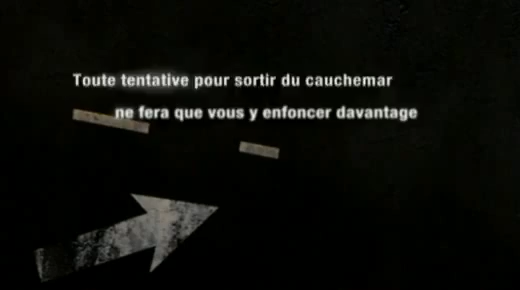 Toute tentative pour sortir du cauchemar
ne fera que vous y enfoncer davantage